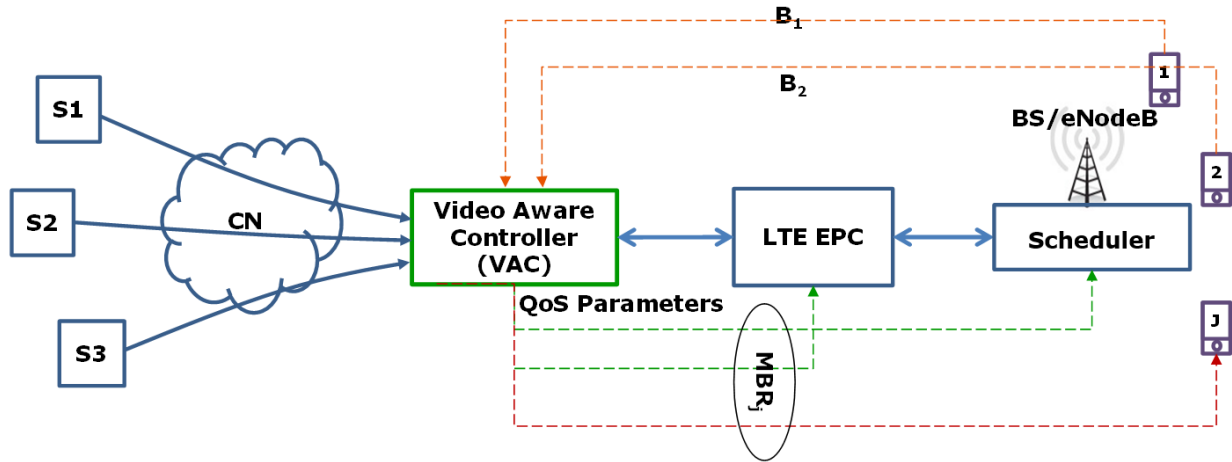 B1
1
S1
B2
BS/eNodeB
2
S2
CN
Video Aware
Controller
(VAC)
LTE EPC
Scheduler
QoS Parameters
J
S3
MBRj